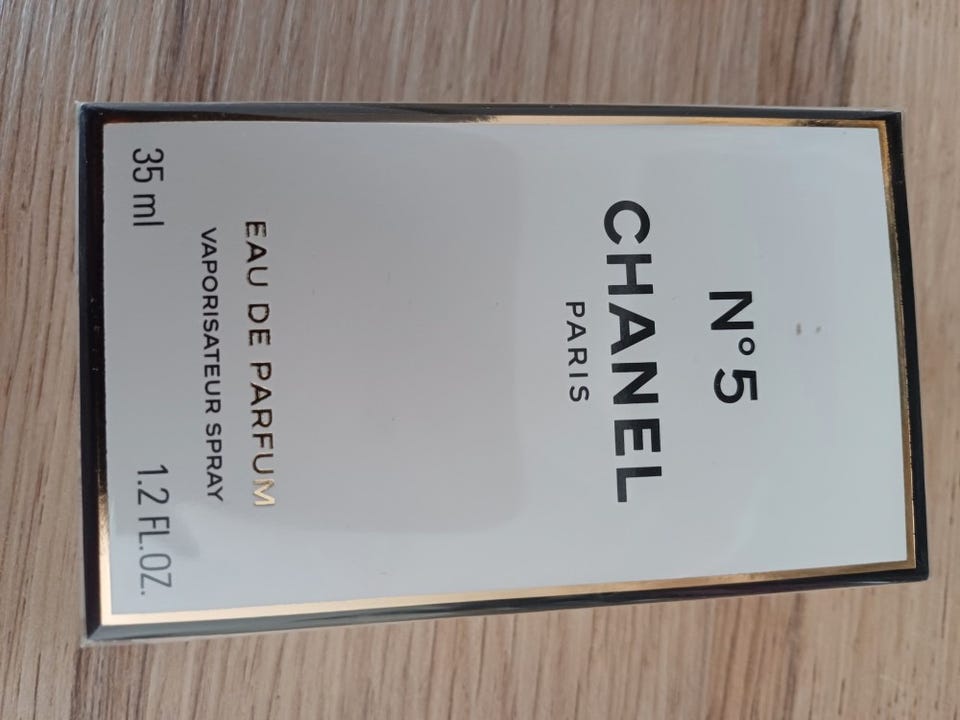 N°5
CHANEL
PARIS
EAU DE PARFUM
VAPORISATEUR SPRAY
35 ml 1.2 FL.OZ.